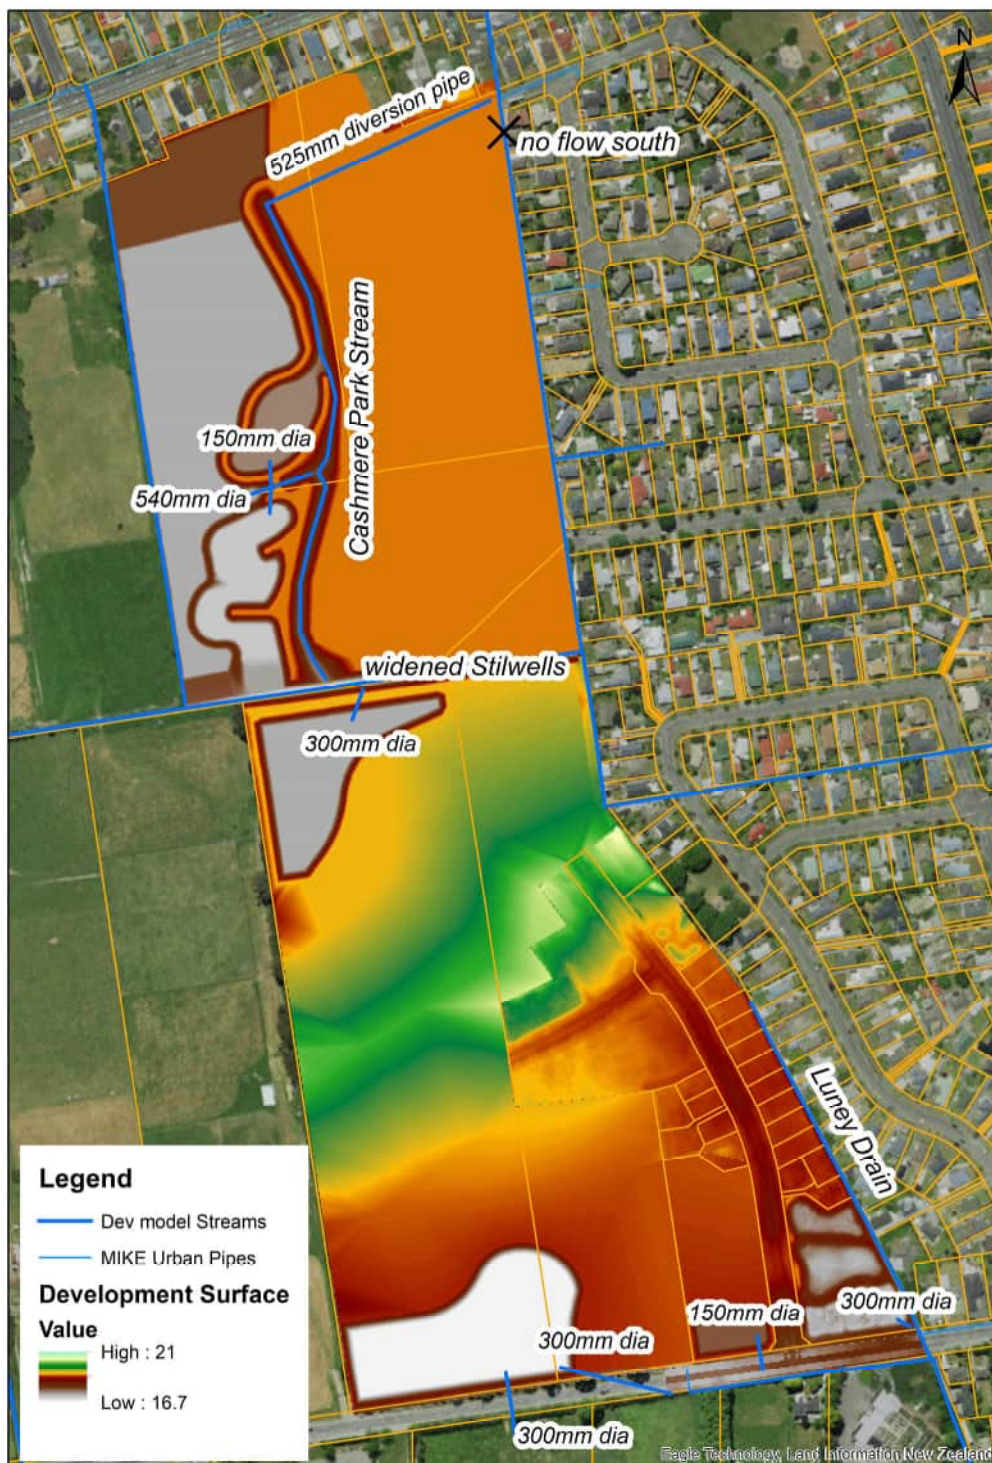 N
525mm diversion pipe
no flow south
Cashmere Park Stream
150mm dia
540mm dia
widened Stilwells
300mm dia
Luney Drain
Legend
Dev model Streams
MIKE Urban Pipes
Development Surface
Value
High : 21
Low : 16.7
300mm dia
150mm dia
300mm dia
300mm dia
Eagle Technology, Land Information New Zealand